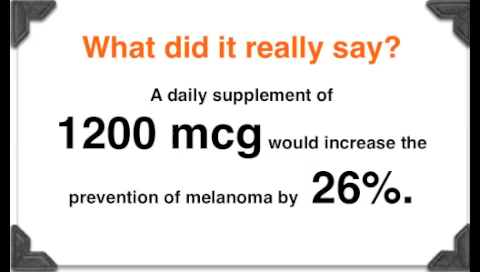 What did it really say?
A daily supplement of
1200 mcg would increase the
prevention of melanoma by 26%.